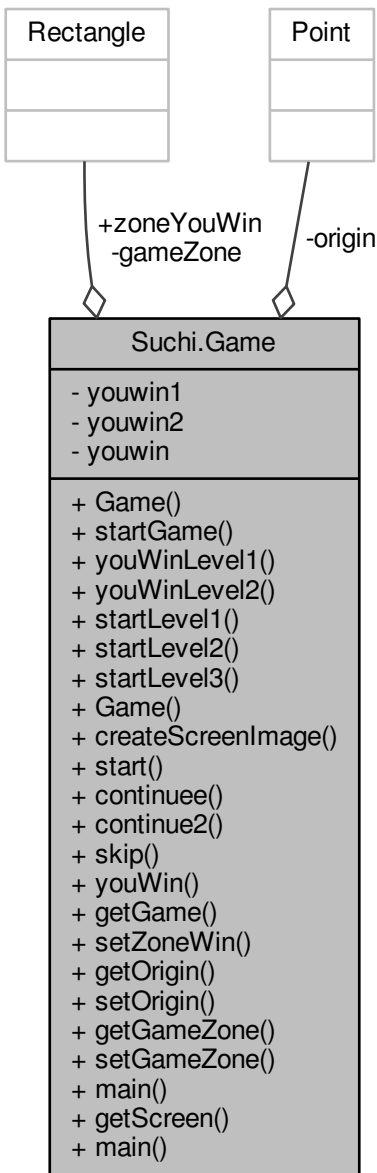 Rectangle
Point
+zoneYouWin
-gameZone
-origin
Suchi.Game
- youwin1
- youwin2
- youwin
+ Game()
+ startGame()
+ youWinLevel1()
+ youWinLevel2()
+ startLevel1()
+ startLevel2()
+ startLevel3()
+ Game()
+ createScreenImage()
+ start()
+ continuee()
+ continue2()
+ skip()
+ youWin()
+ getGame()
+ setZoneWin()
+ getOrigin()
+ setOrigin()
+ getGameZone()
+ setGameZone()
+ main()
+ getScreen()
+ main()